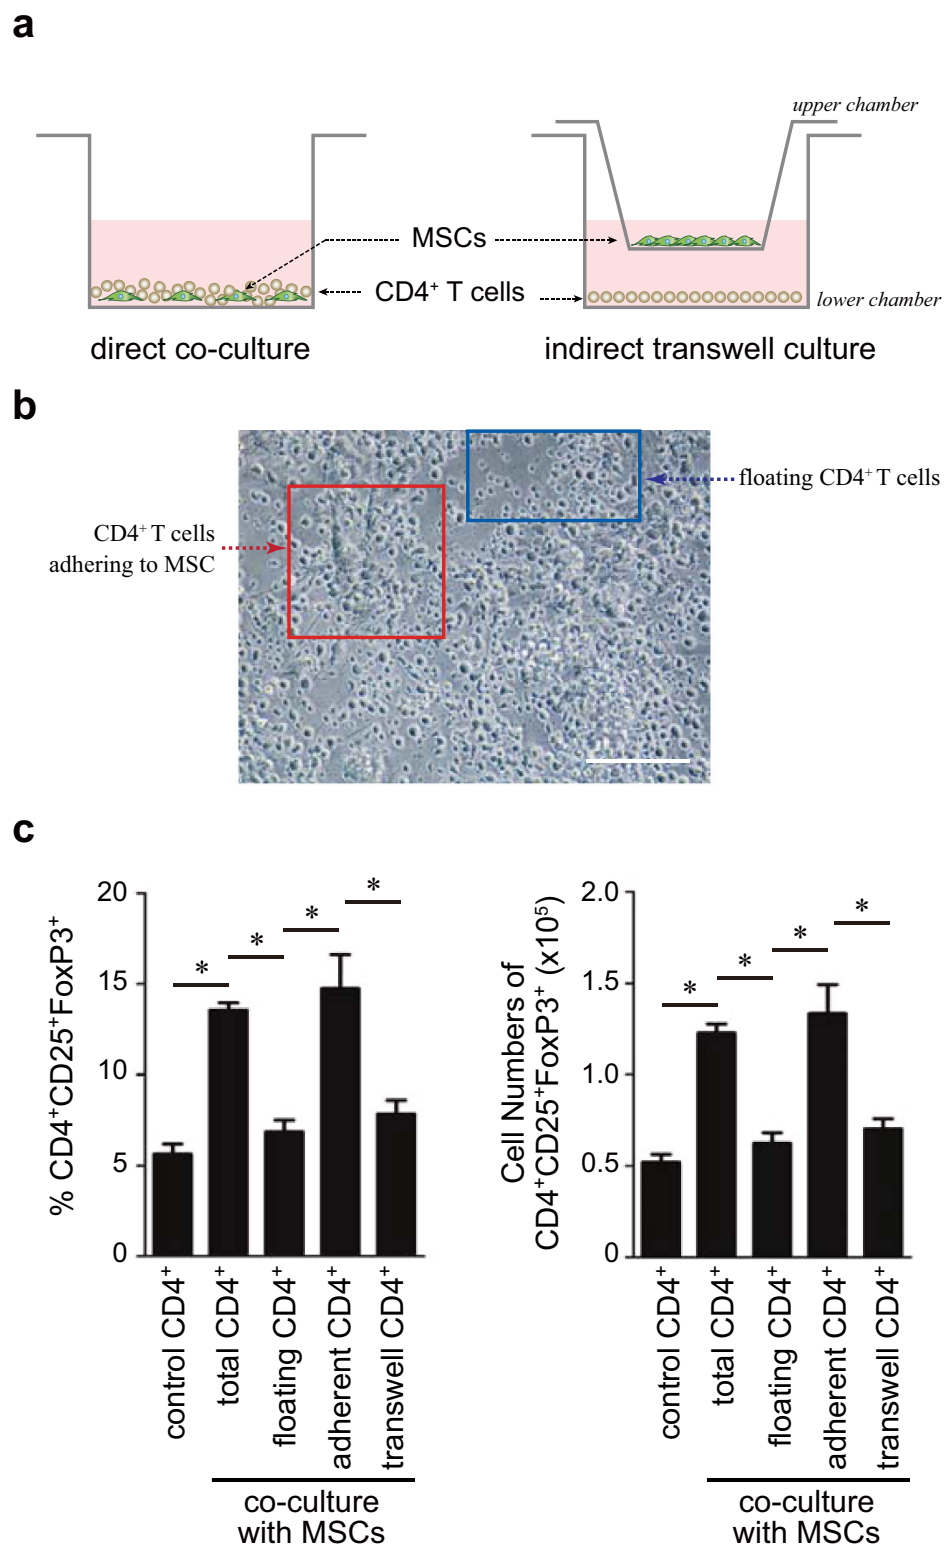 a
upper chamber
MSCs
CD4⁺ T cells
lower chamber
direct co-culture
indirect transwell culture
b
floating CD4⁺ T cells
CD4⁺ T cells
adhering to MSC
c
% CD4⁺CD25⁺FoxP3⁺
20
15
10
5
0
*
*
*
*
control CD4⁺
total CD4⁺
floating CD4⁺
adherent CD4⁺
transwell CD4⁺
co-culture
with MSCs
Cell Numbers of
CD4⁺CD25⁺FoxP3⁺ (x10⁵)
2.0
1.5
1.0
0.5
0
*
*
*
*
control CD4⁺
total CD4⁺
floating CD4⁺
adherent CD4⁺
transwell CD4⁺
co-culture
with MSCs